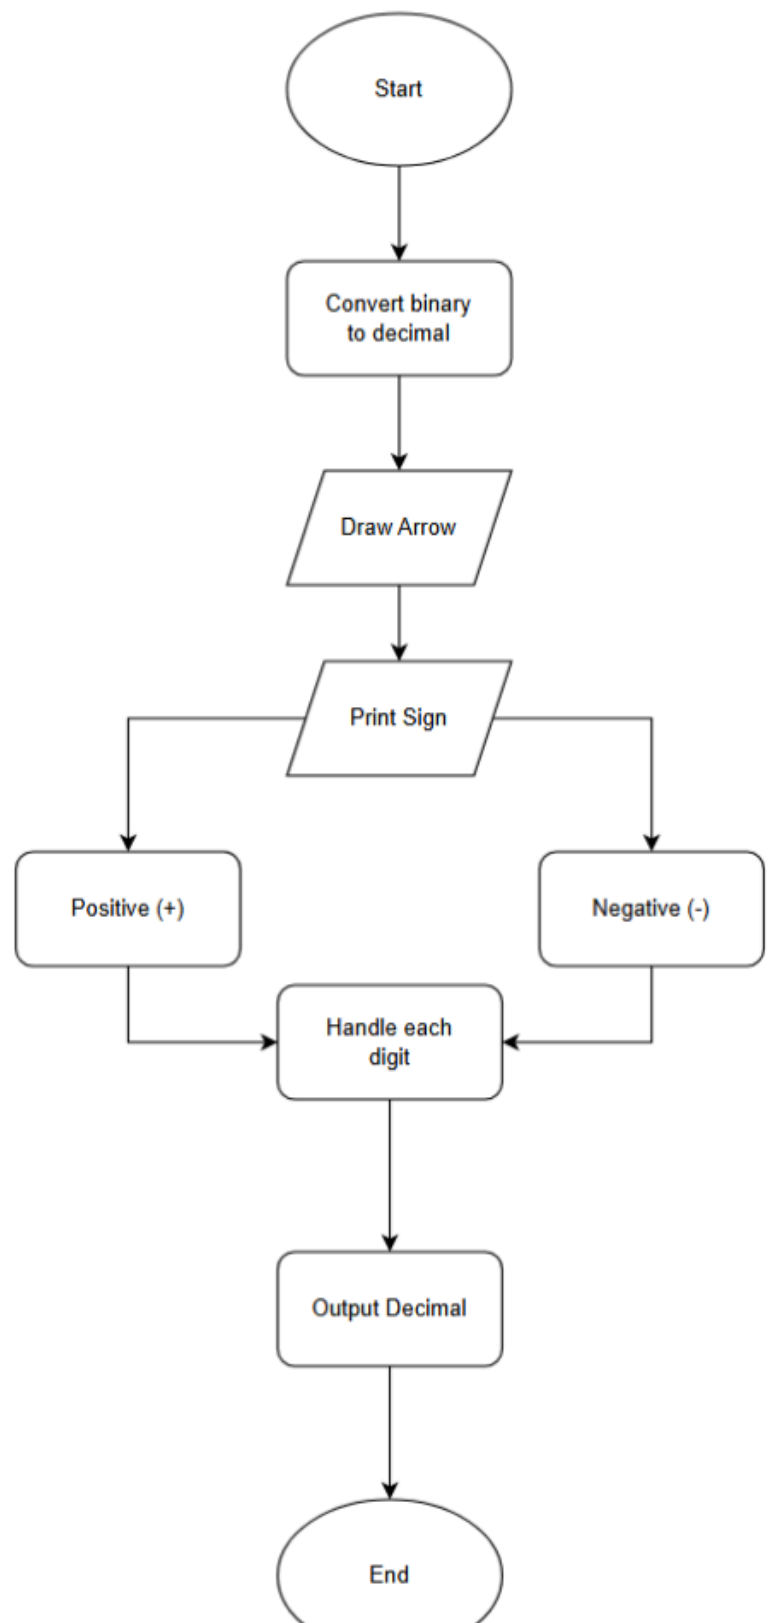 Start
Convert binary
to decimal
Draw Arrow
Print Sign
Positive (+)
Negative (-)
Handle each
digit
Output Decimal
End